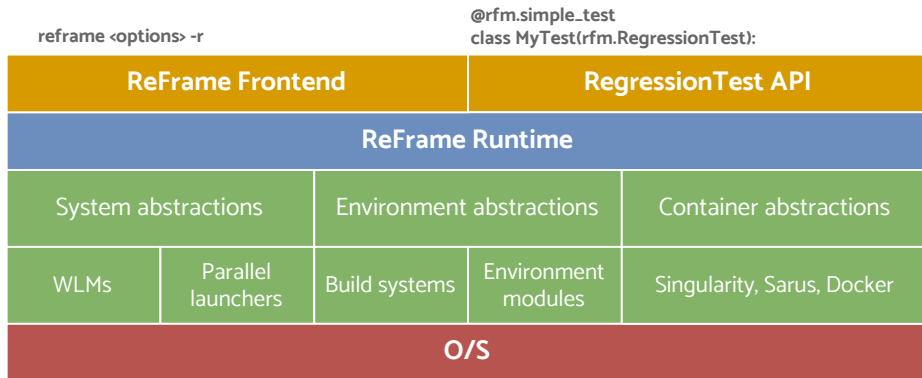 reframe <options> -r
@rfm.simple_test
class MyTest(rfm.RegressionTest):
ReFrame Frontend
RegressionTest API
ReFrame Runtime
System abstractions
Environment abstractions
Container abstractions
WLMs
Parallel
launchers
Build systems
Environment
modules
Singularity, Sarus, Docker
O/S